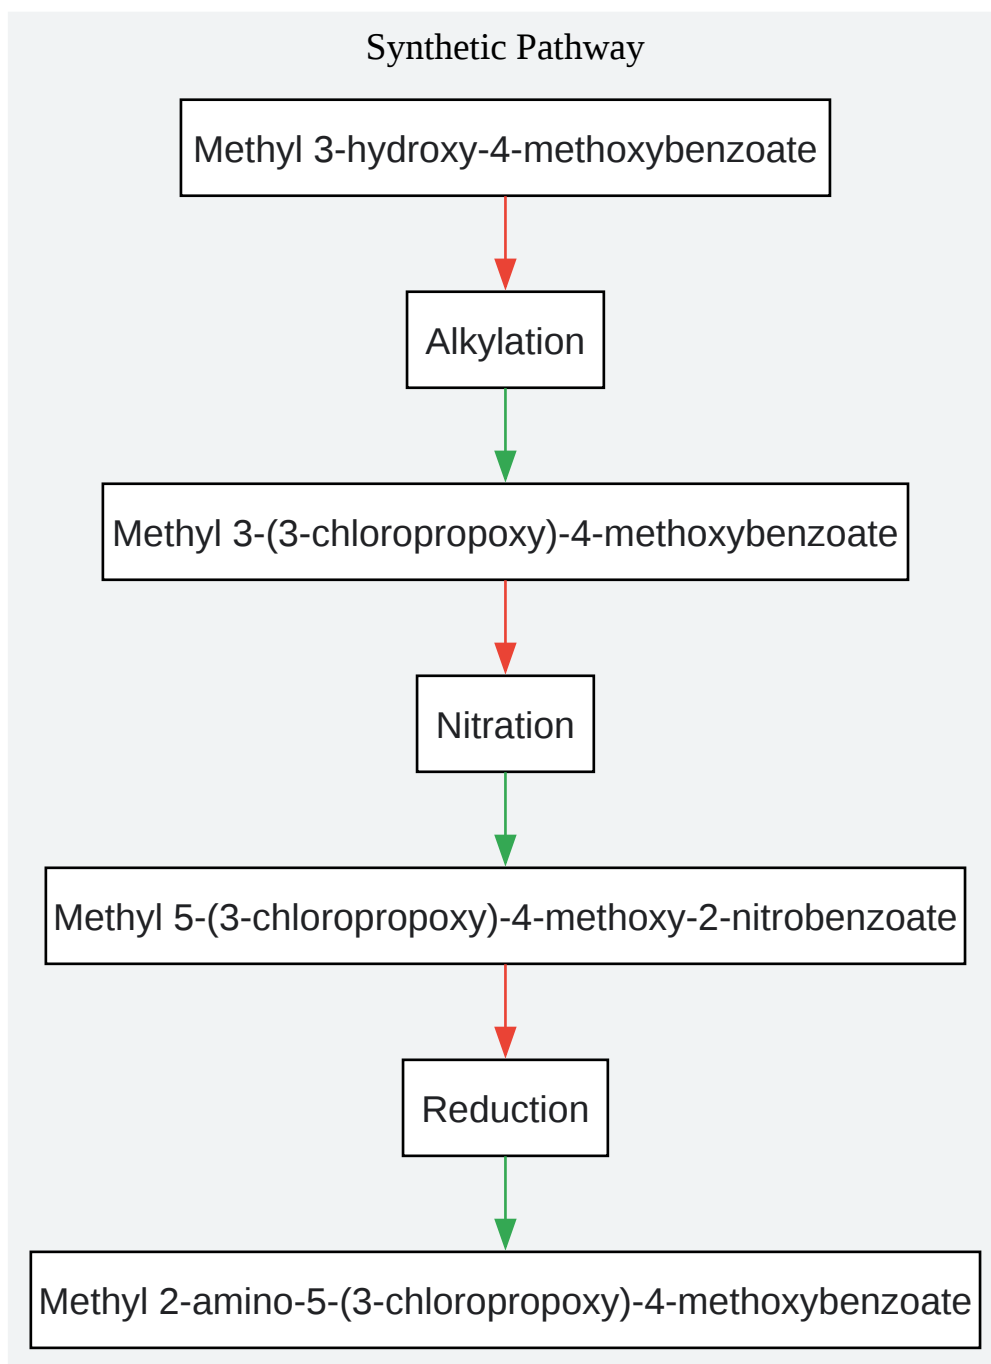 Synthetic Pathway
Methyl 3-hydroxy-4-methoxybenzoate
Alkylation
Methyl 3-(3-chloropropoxy)-4-methoxybenzoate
Nitration
Methyl 5-(3-chloropropoxy)-4-methoxy-2-nitrobenzoate
Reduction
Methyl 2-amino-5-(3-chloropropoxy)-4-methoxybenzoate